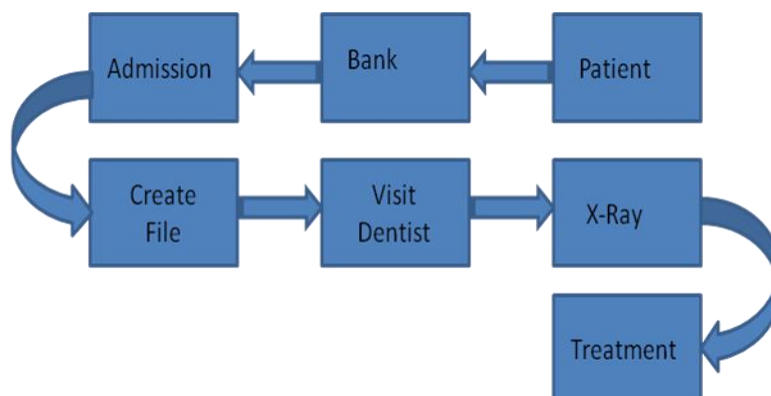 Admission
Bank
Patient
Create
File
Visit
Dentist
X-Ray
Treatment